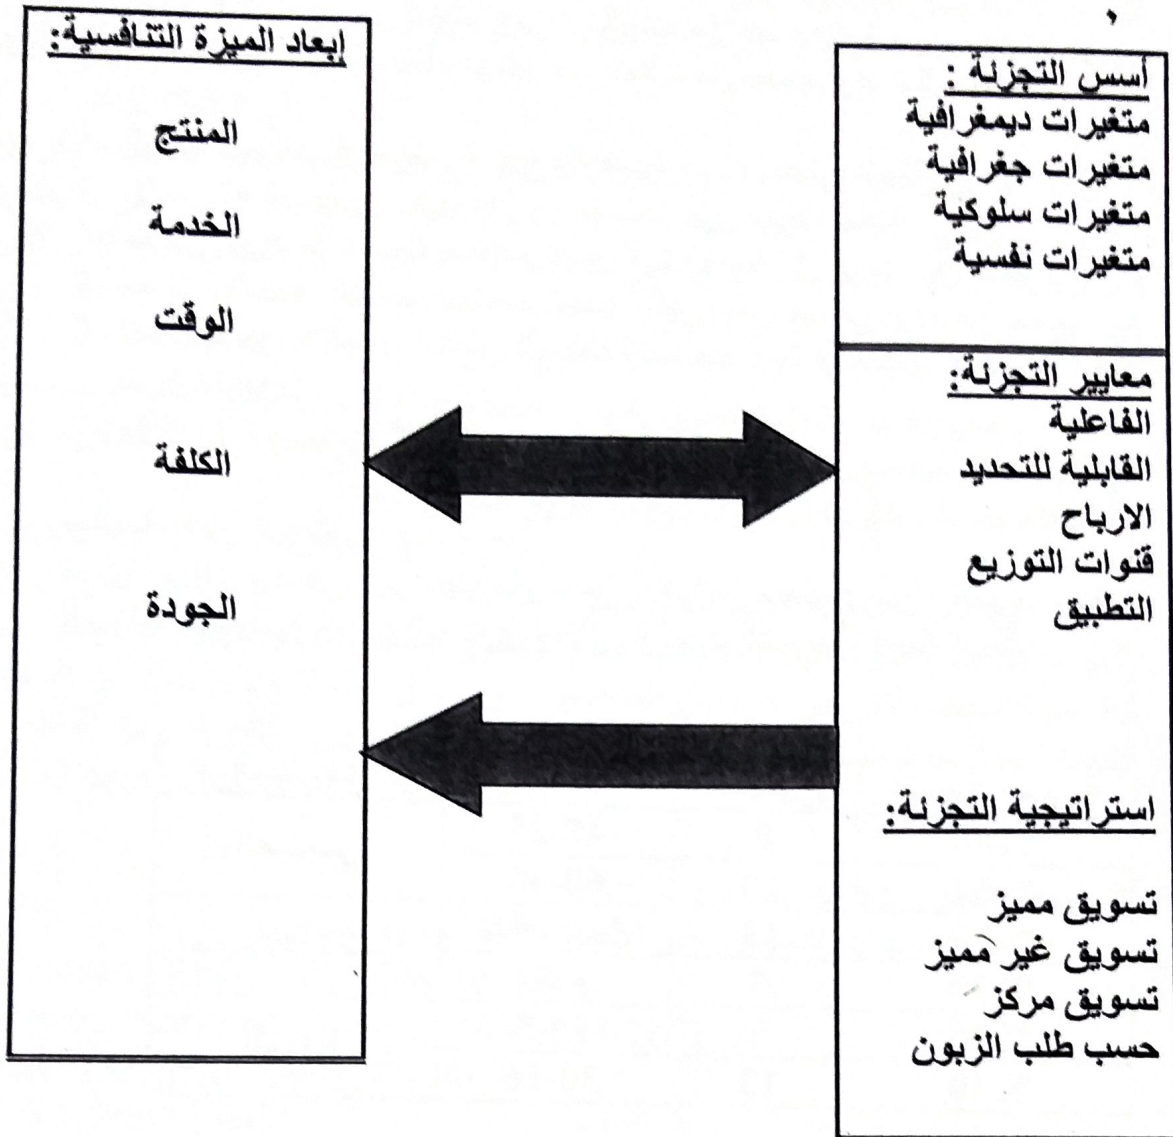 أسس التجزئة :
متغيرات ديمغرافية
متغيرات جغرافية
متغيرات سلوكية
متغيرات نفسية
معايير التجزئة:
الفاعلية
القابلية للتحديد
الارباح
قنوات التوزيع
التطبيق
استراتيجية التجزئة:
تسويق مميز
تسويق غير مميز
تسويق مركز
حسب طلب الزبون
إبعاد الميزة التنافسية:
المنتج
الخدمة
الوقت
الكلفة
الجودة